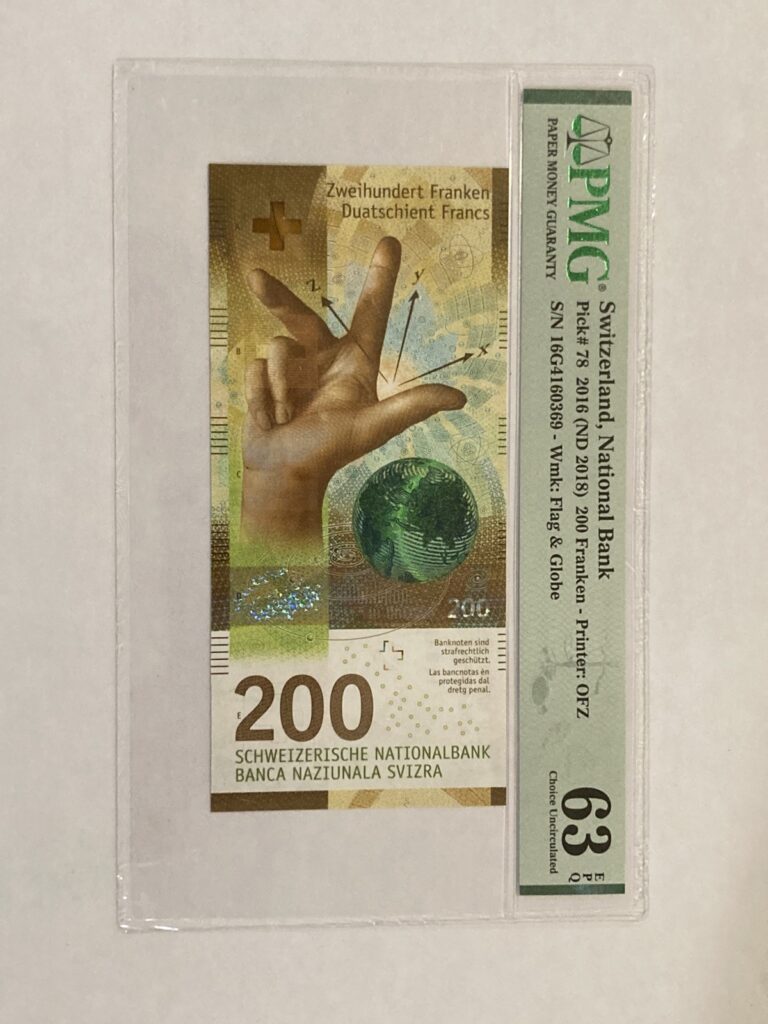 PMG®
PAPER MONEY GUARANTY
Switzerland, National Bank
Pick# 78 2016 (ND 2018) 200 Franken - Printer: OFZ
S/N 16G4160369 - Wmk: Flag & Globe
63 EPQ
Choice Uncirculated
Zweihundert Franken
Duatschient Francs
z
y
x
A
B
C
D
200
Banknoten sind
strafrechtlich
geschützt.
Las bancnotas èn
protegidas dal
dretg penal.
E
200
SCHWEIZERISCHE NATIONALBANK
BANCA NAZIUNALA SVIZRA